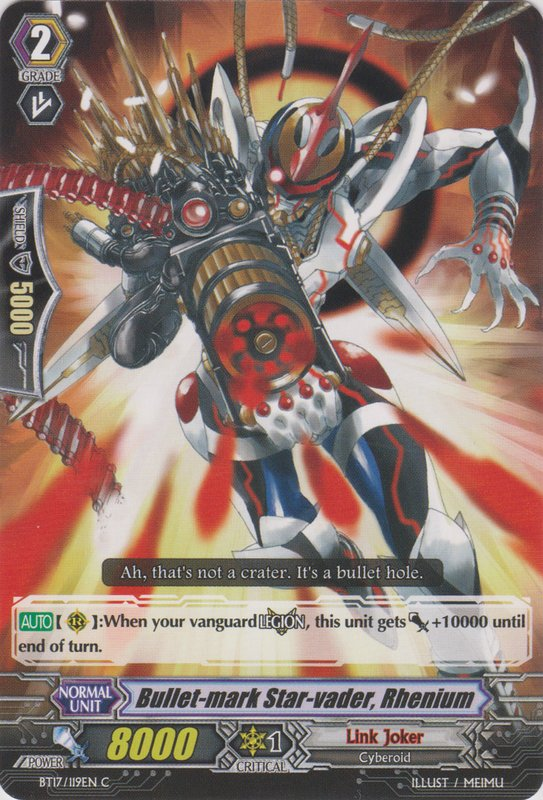 2
GRADE
SHIELD
5000
Ah, that's not a crater. It's a bullet hole.
AUTO【 R 】:When your vanguard LEGION, this unit gets +10000 until
end of turn.
NORMAL
UNIT
Bullet-mark Star-vader, Rhenium
POWER
8000
1
CRITICAL
Link Joker
Cyberoid
BT17/119EN C
ILLUST / MEIMU